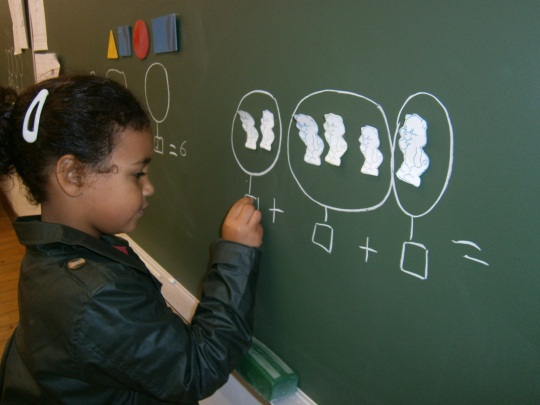 = 6
+ + =